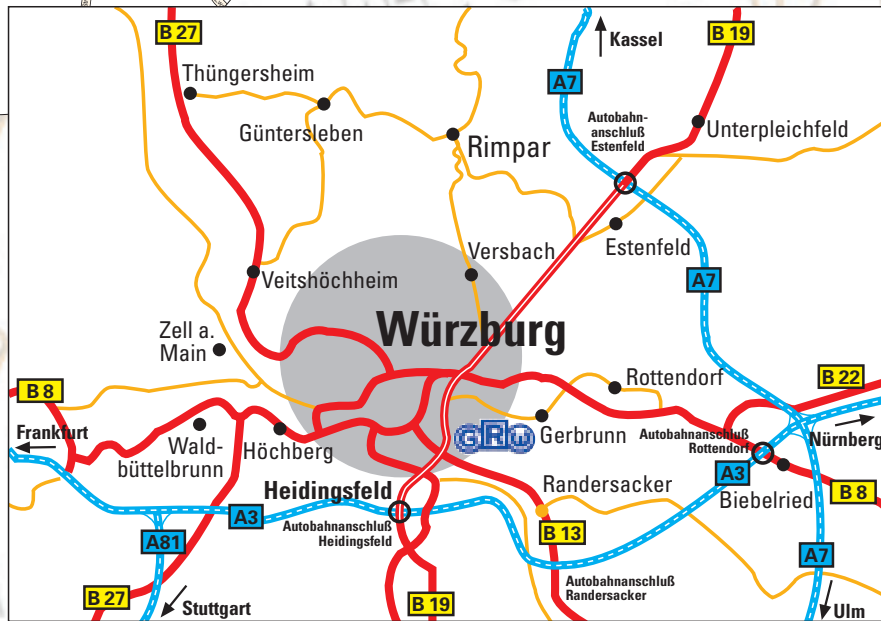 B 27
Kassel
B 19
Thüngersheim
A7
Autobahn-
anschluß
Estenfeld
Güntersleben
Rimpar
Unterpleichfeld
Versbach
Estenfeld
Veitshöchheim
A7
Würzburg
Zell a.
Main
B 8
Rottendorf
B 22
Frankfurt
Wald-
büttelbrunn
Höchberg
GRW
Gerbrunn
Autobahnanschluß
Rottendorf
Nürnberg
A3
Heidingsfeld
Randersacker
Biebelried
B 8
A3
Autobahnanschluß
Heidingsfeld
A81
B 13
A7
Autobahnanschluß
Randersacker
B 27
Stuttgart
B 19
Ulm